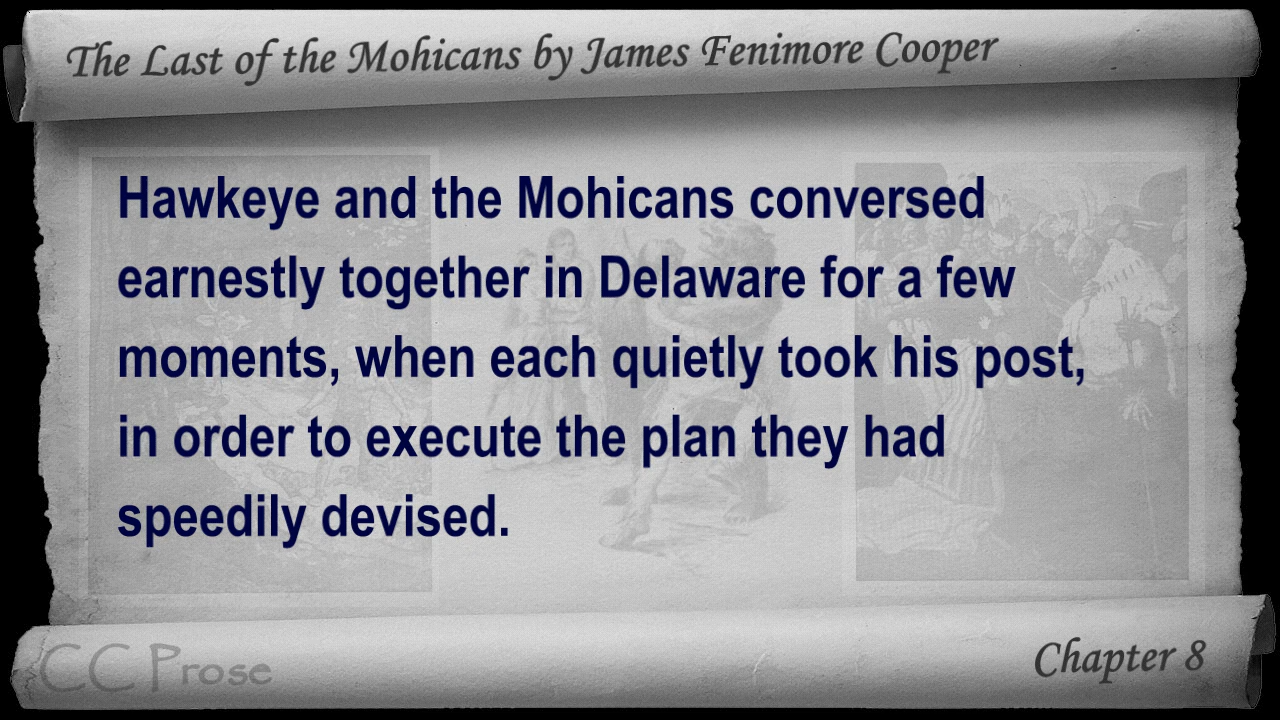 The Last of the Mohicans by James Fenimore Cooper
Hawkeye and the Mohicans conversed
earnestly together in Delaware for a few
moments, when each quietly took his post,
in order to execute the plan they had
speedily devised.
CC Prose
Chapter 8